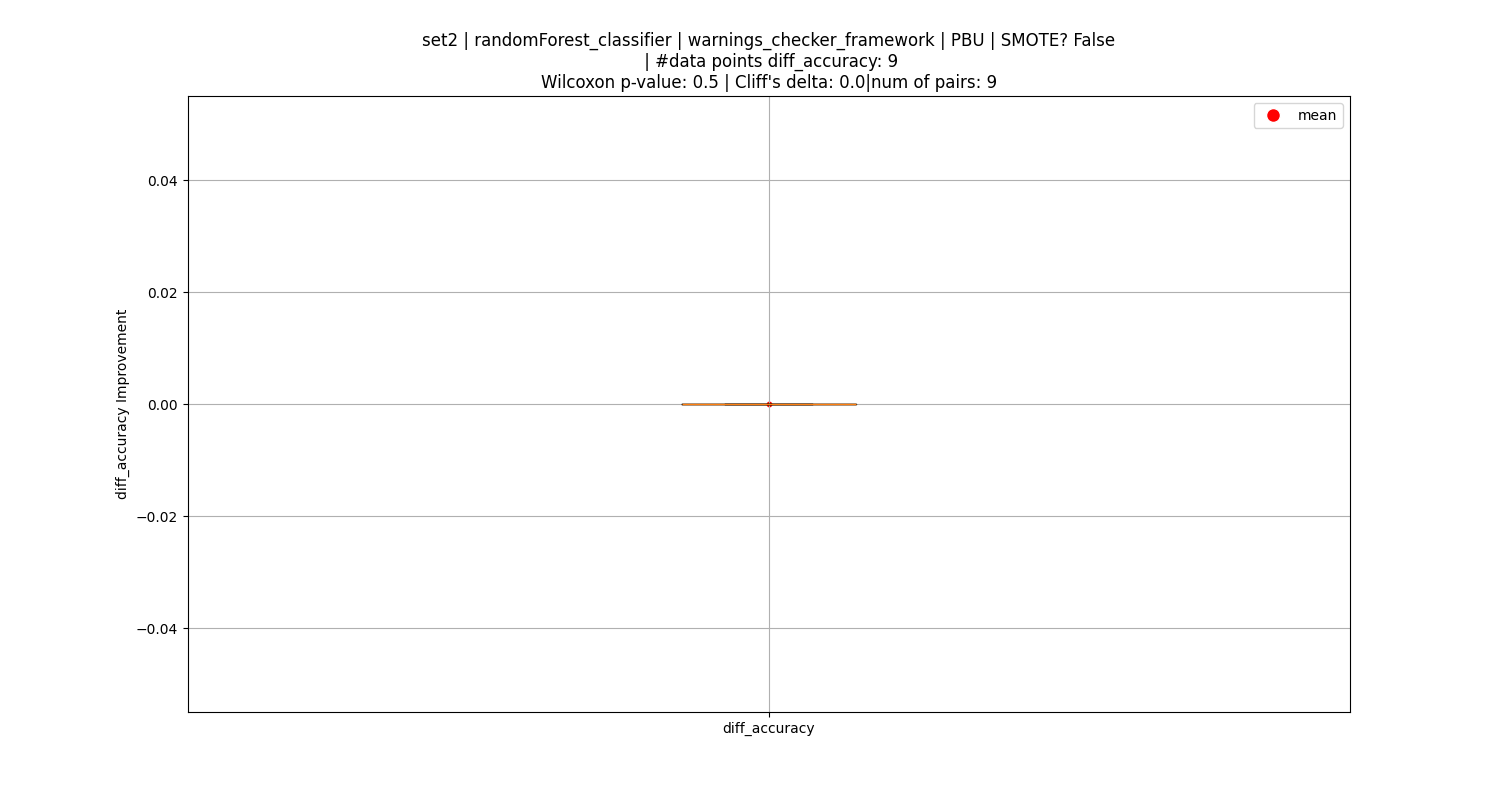 set2 | randomForest_classifier | warnings_checker_framework | PBU | SMOTE? False
| #data points diff_accuracy: 9
Wilcoxon p-value: 0.5 | Cliff's delta: 0.0|num of pairs: 9
mean
0.04
0.02
0.00
−0.02
−0.04
diff_accuracy Improvement
diff_accuracy